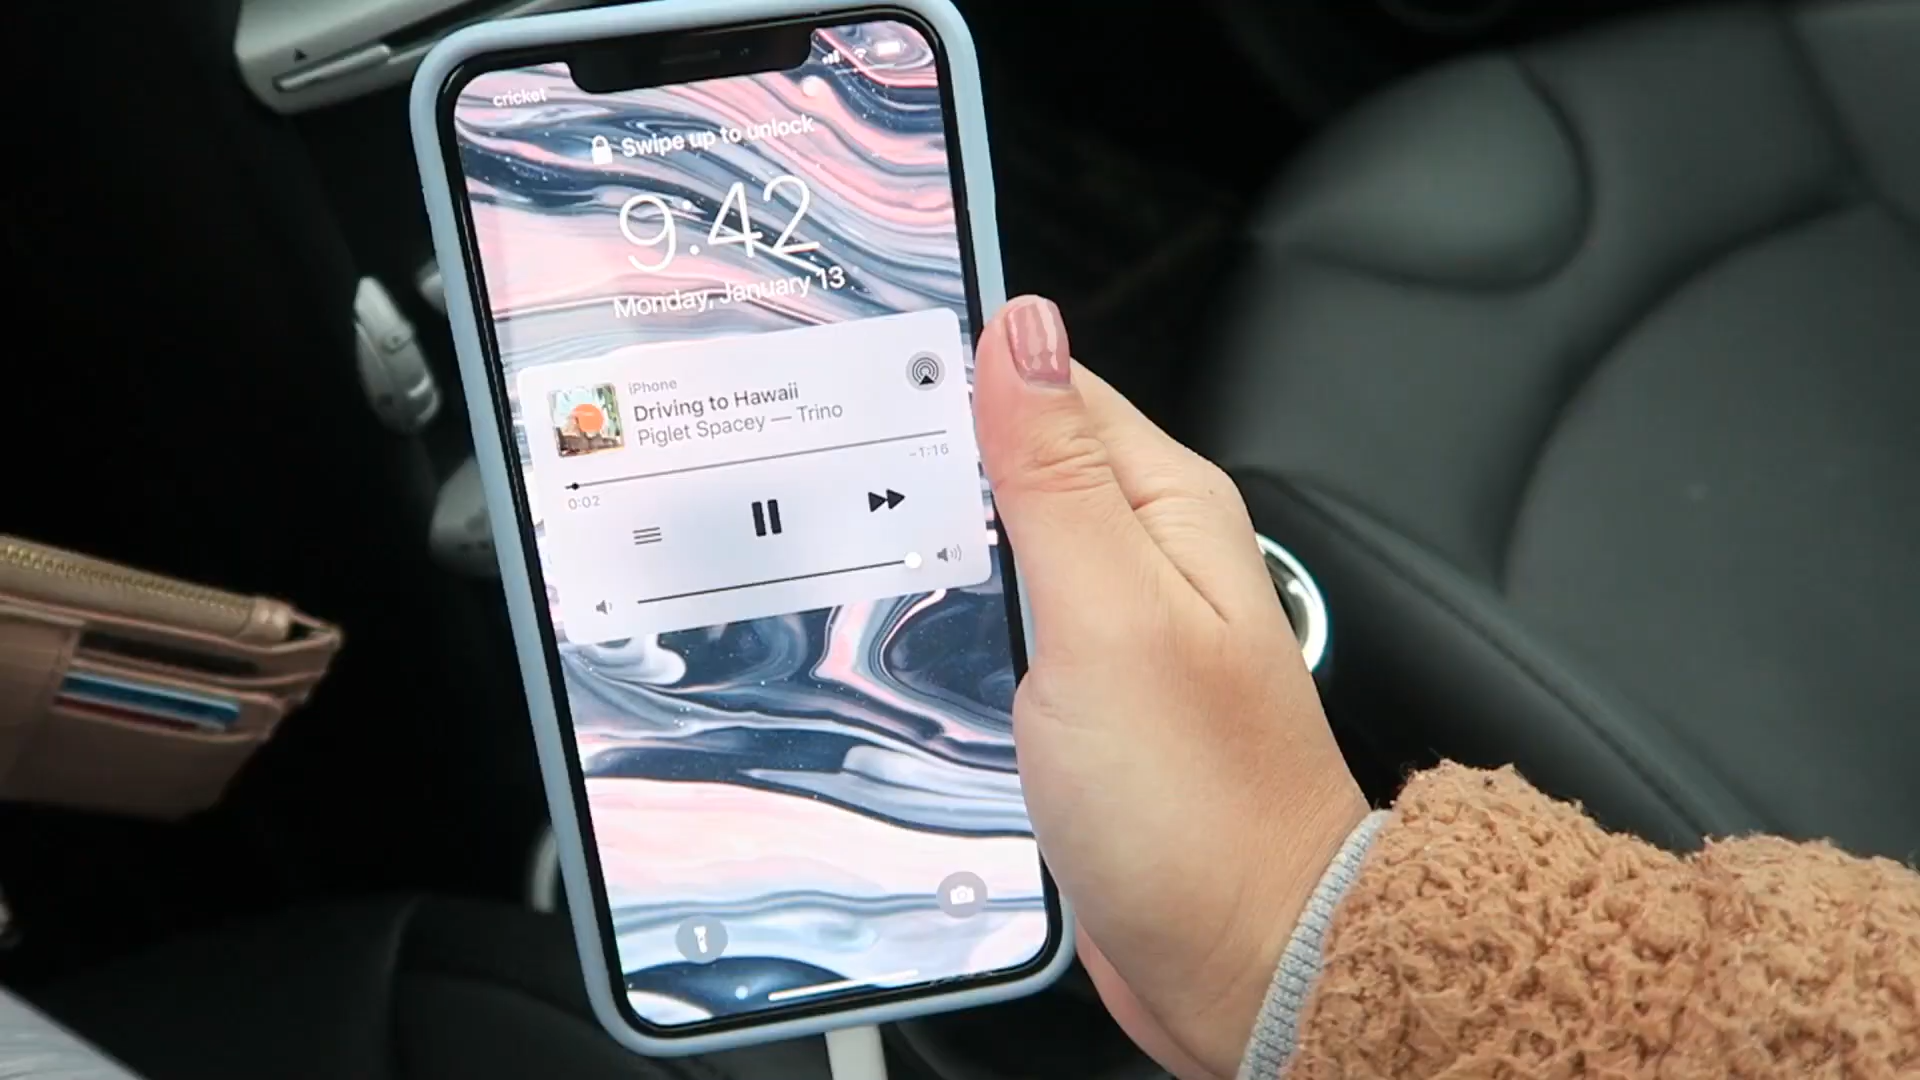 cricket
Swipe up to unlock
9:42
Monday, January 13
iPhone
Driving to Hawaii
Piglet Spacey — Trino
0:02
-1:16